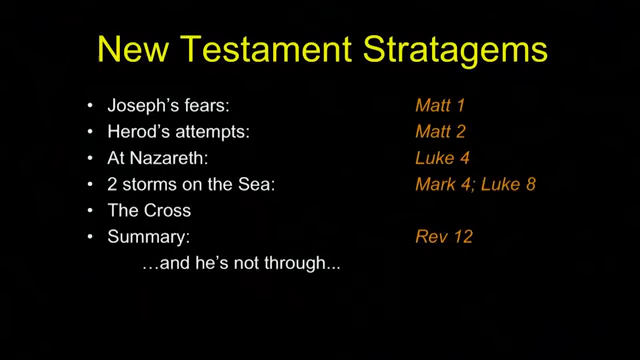 New Testament Stratagems
• Joseph's fears: Matt 1
• Herod's attempts: Matt 2
• At Nazareth: Luke 4
• 2 storms on the Sea: Mark 4; Luke 8
• The Cross
• Summary: Rev 12
…and he's not through...